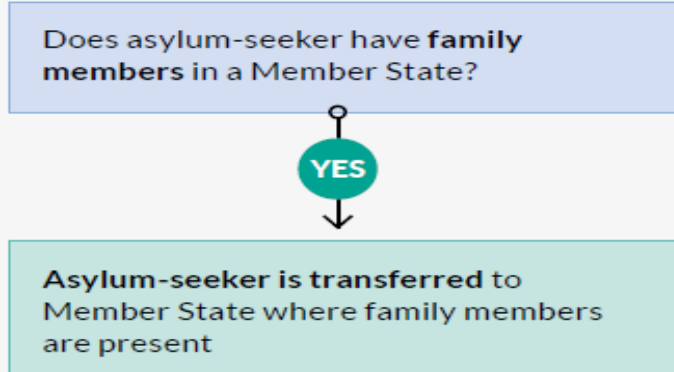 Does asylum-seeker have family
members in a Member State?
YES
Asylum-seeker is transferred to
Member State where family members
are present